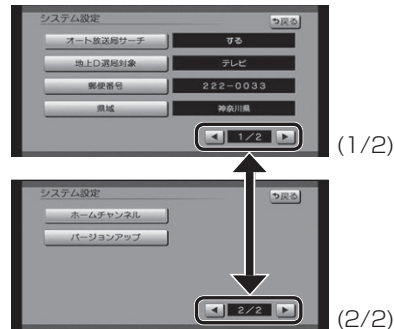 システム設定
戻る
オート放送局サーチ
する
地上D選局対象
テレビ
郵便番号
222-0033
県域
神奈川県
1/2
(1/2)
システム設定
戻る
ホームチャンネル
バージョンアップ
2/2
(2/2)